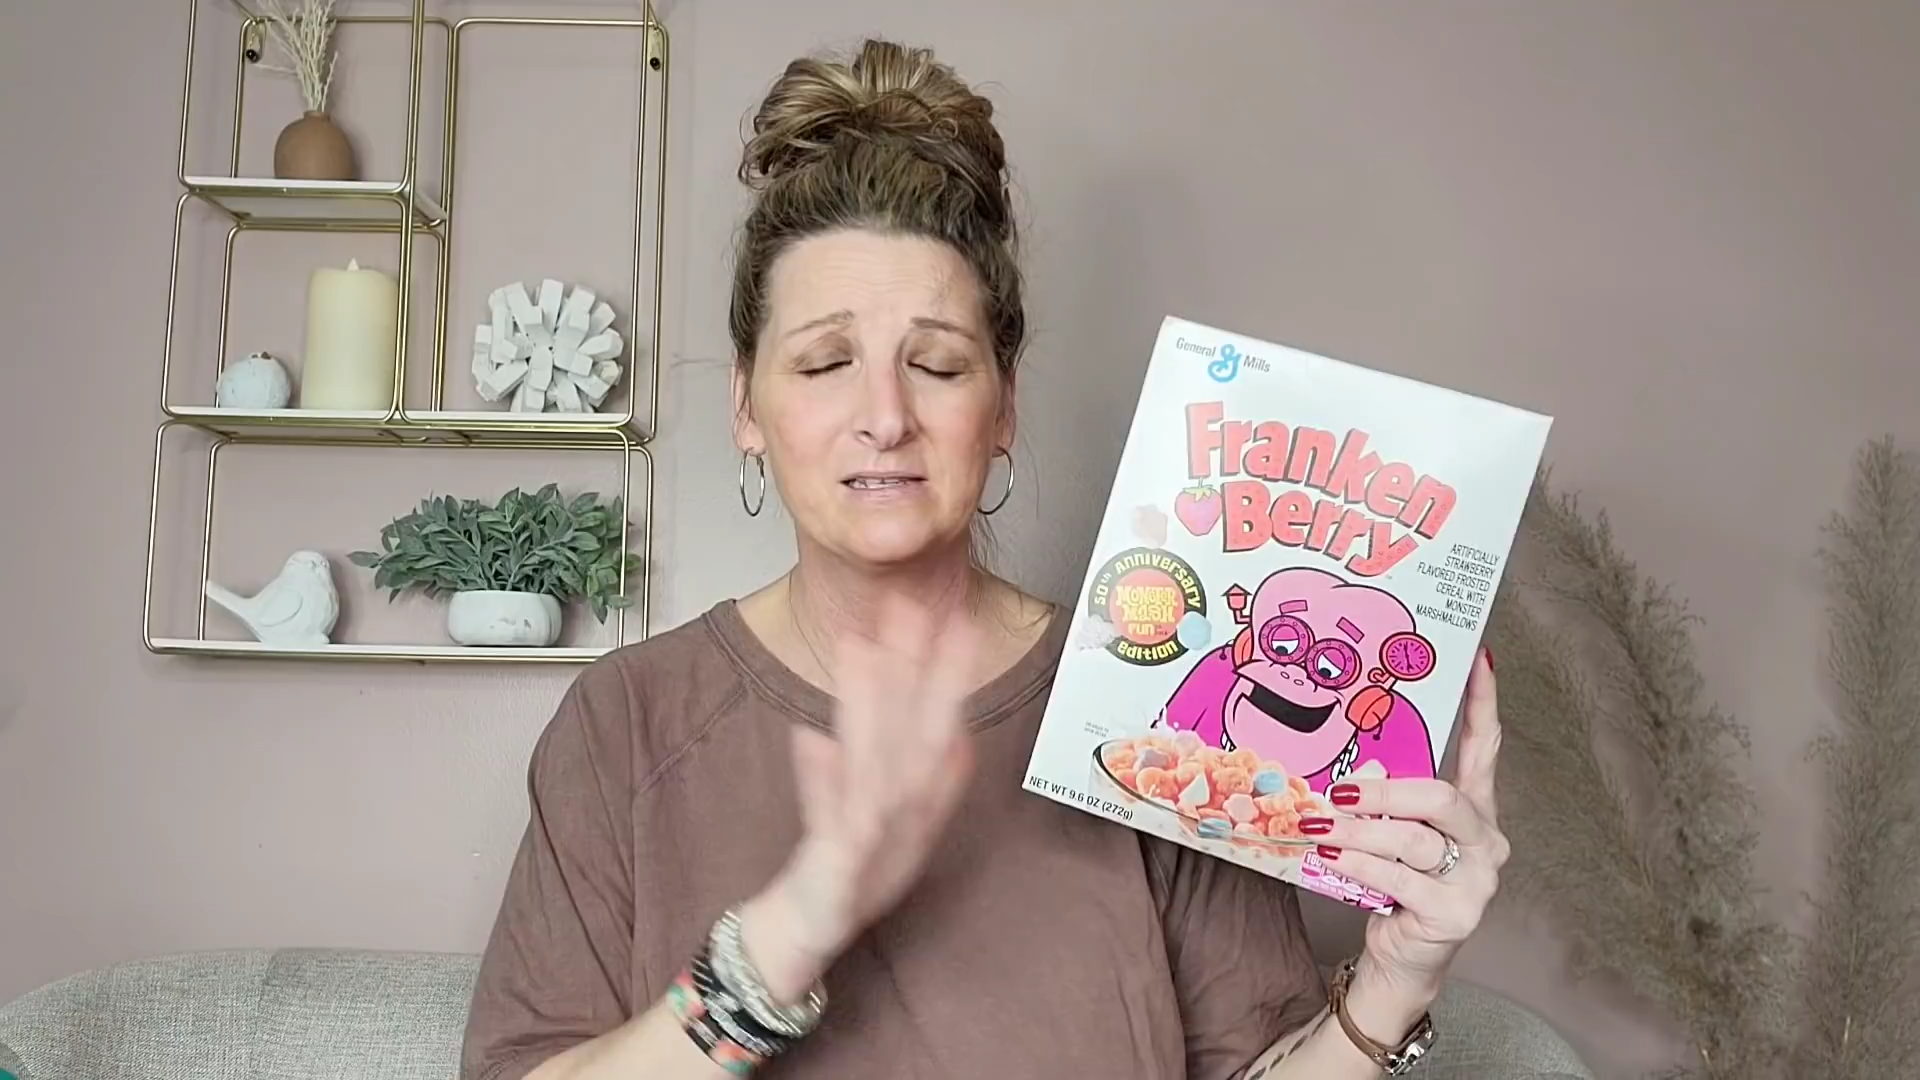 General Mills
Franken
Berry
ARTIFICIALLY
STRAWBERRY
FLAVORED FROSTED
CEREAL WITH
MONSTER
MARSHMALLOWS
50th ANNIVERSARY
MONSTER
MASH
FUN
edition
NET WT 9.6 OZ (272g)
160